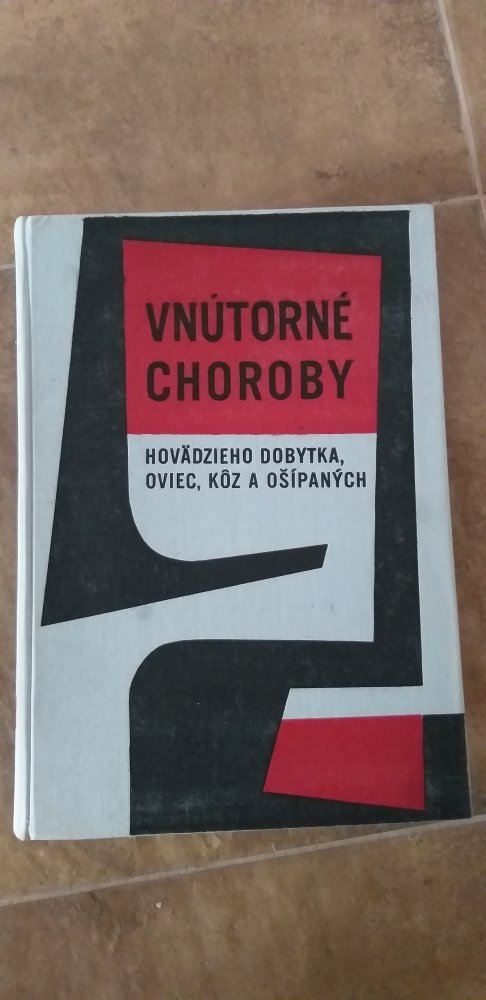 VNÚTORNÉ
CHOROBY
HOVÄDZIEHO DOBYTKA,
OVIEC, KÔZ A OŠÍPANÝCH